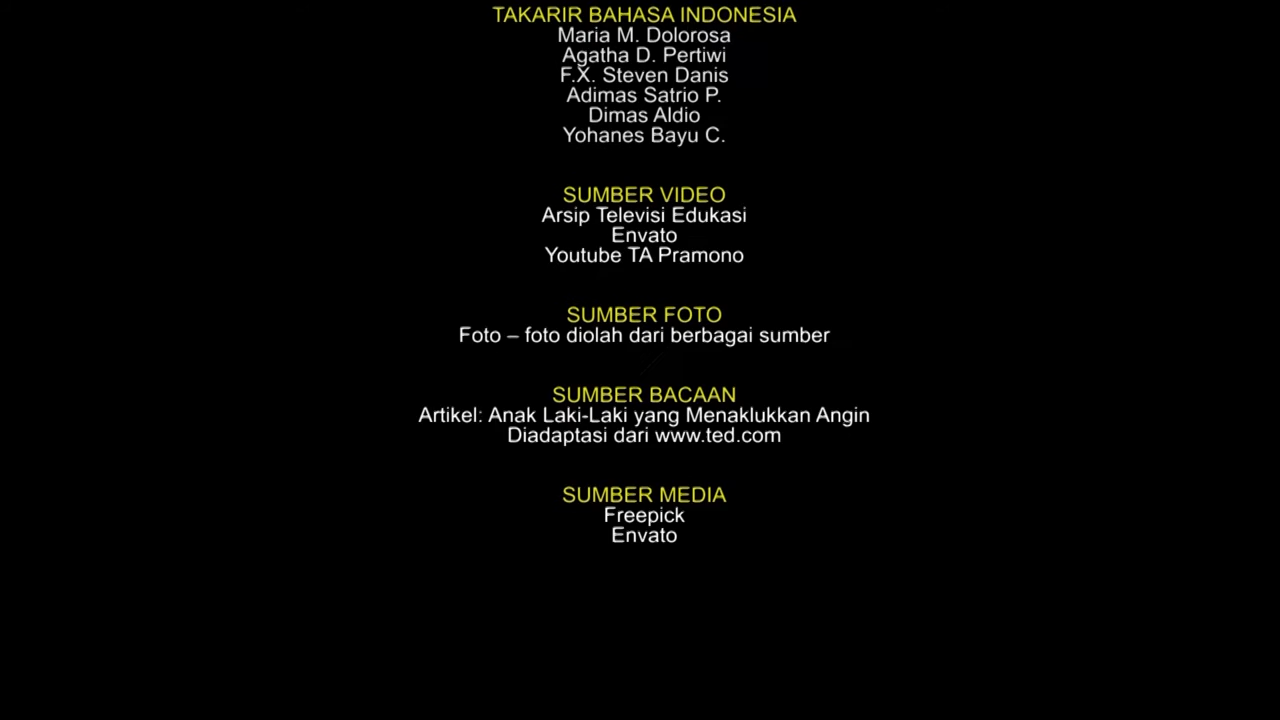 TAKARIR BAHASA INDONESIA
Maria M. Dolorosa
Agatha D. Pertiwi
F.X. Steven Danis
Adimas Satrio P.
Dimas Aldio
Yohanes Bayu C.
SUMBER VIDEO
Arsip Televisi Edukasi
Envato
Youtube TA Pramono
SUMBER FOTO
Foto – foto diolah dari berbagai sumber
SUMBER BACAAN
Artikel: Anak Laki-Laki yang Menaklukkan Angin
Diadaptasi dari www.ted.com
SUMBER MEDIA
Freepick
Envato